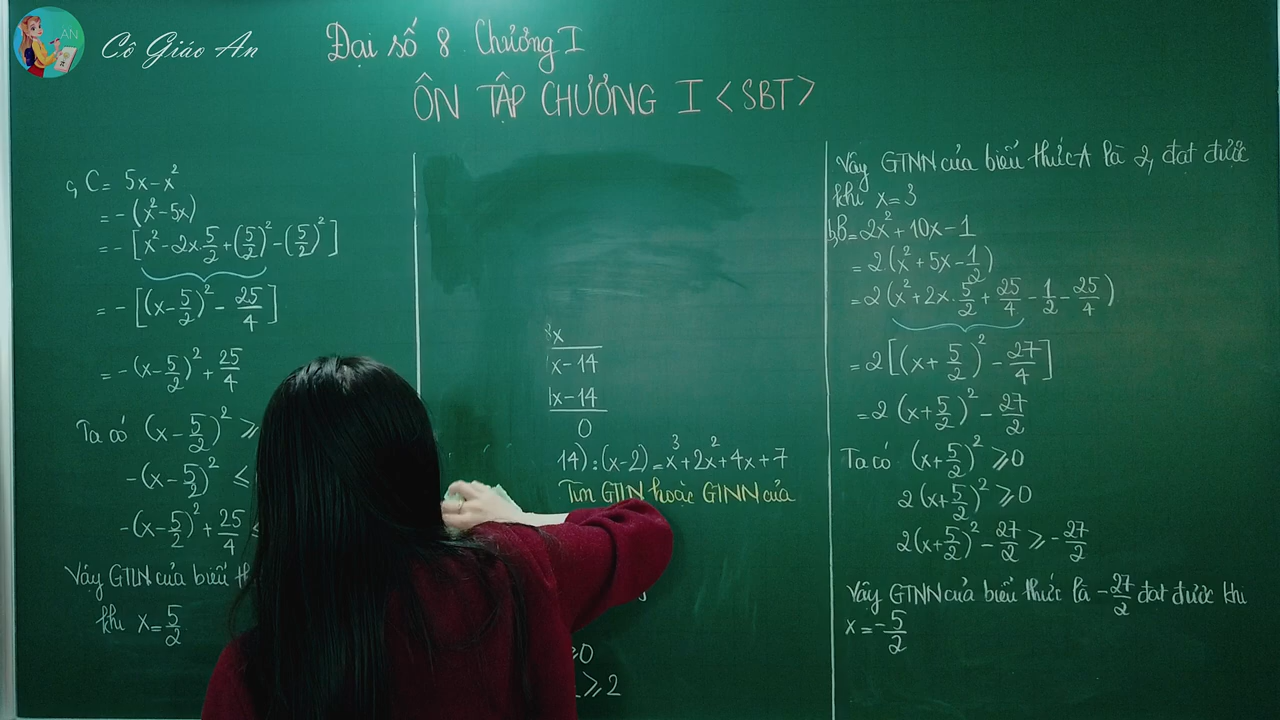 AN
Cô Giáo An
Đại số 8 Chương I
ÔN TẬP CHƯƠNG I <SBT>
c, C = 5x - x²
= -(x² - 5x)
= -[x² - 2x.5/2 + (5/2)² - (5/2)²]
= -[(x - 5/2)² - 25/4]
= -(x - 5/2)² + 25/4
Ta có (x - 5/2)² ≥
-(x - 5/2)² ≤
-(x - 5/2)² + 25/4 ≤
Vậy GTLN của biểu
khi x = 5/2
x
x - 14
x - 14
0
14) : (x - 2) = x³ + 2x² + 4x + 7
Tìm GTLN hoặc GTNN của
≥ 0
≥ 2
Vậy GTNN của biểu thức A là 2, đạt được
khi x = 3
b, B = 2x² + 10x - 1
= 2(x² + 5x - 1/2)
= 2(x² + 2x.5/2 + 25/4 - 1/2 - 25/4)
= 2[(x + 5/2)² - 27/4]
= 2(x + 5/2)² - 27/2
Ta có (x + 5/2)² ≥ 0
2(x + 5/2)² ≥ 0
2(x + 5/2)² - 27/2 ≥ -27/2
Vậy GTNN của biểu thức là -27/2 đạt được khi
x = -5/2